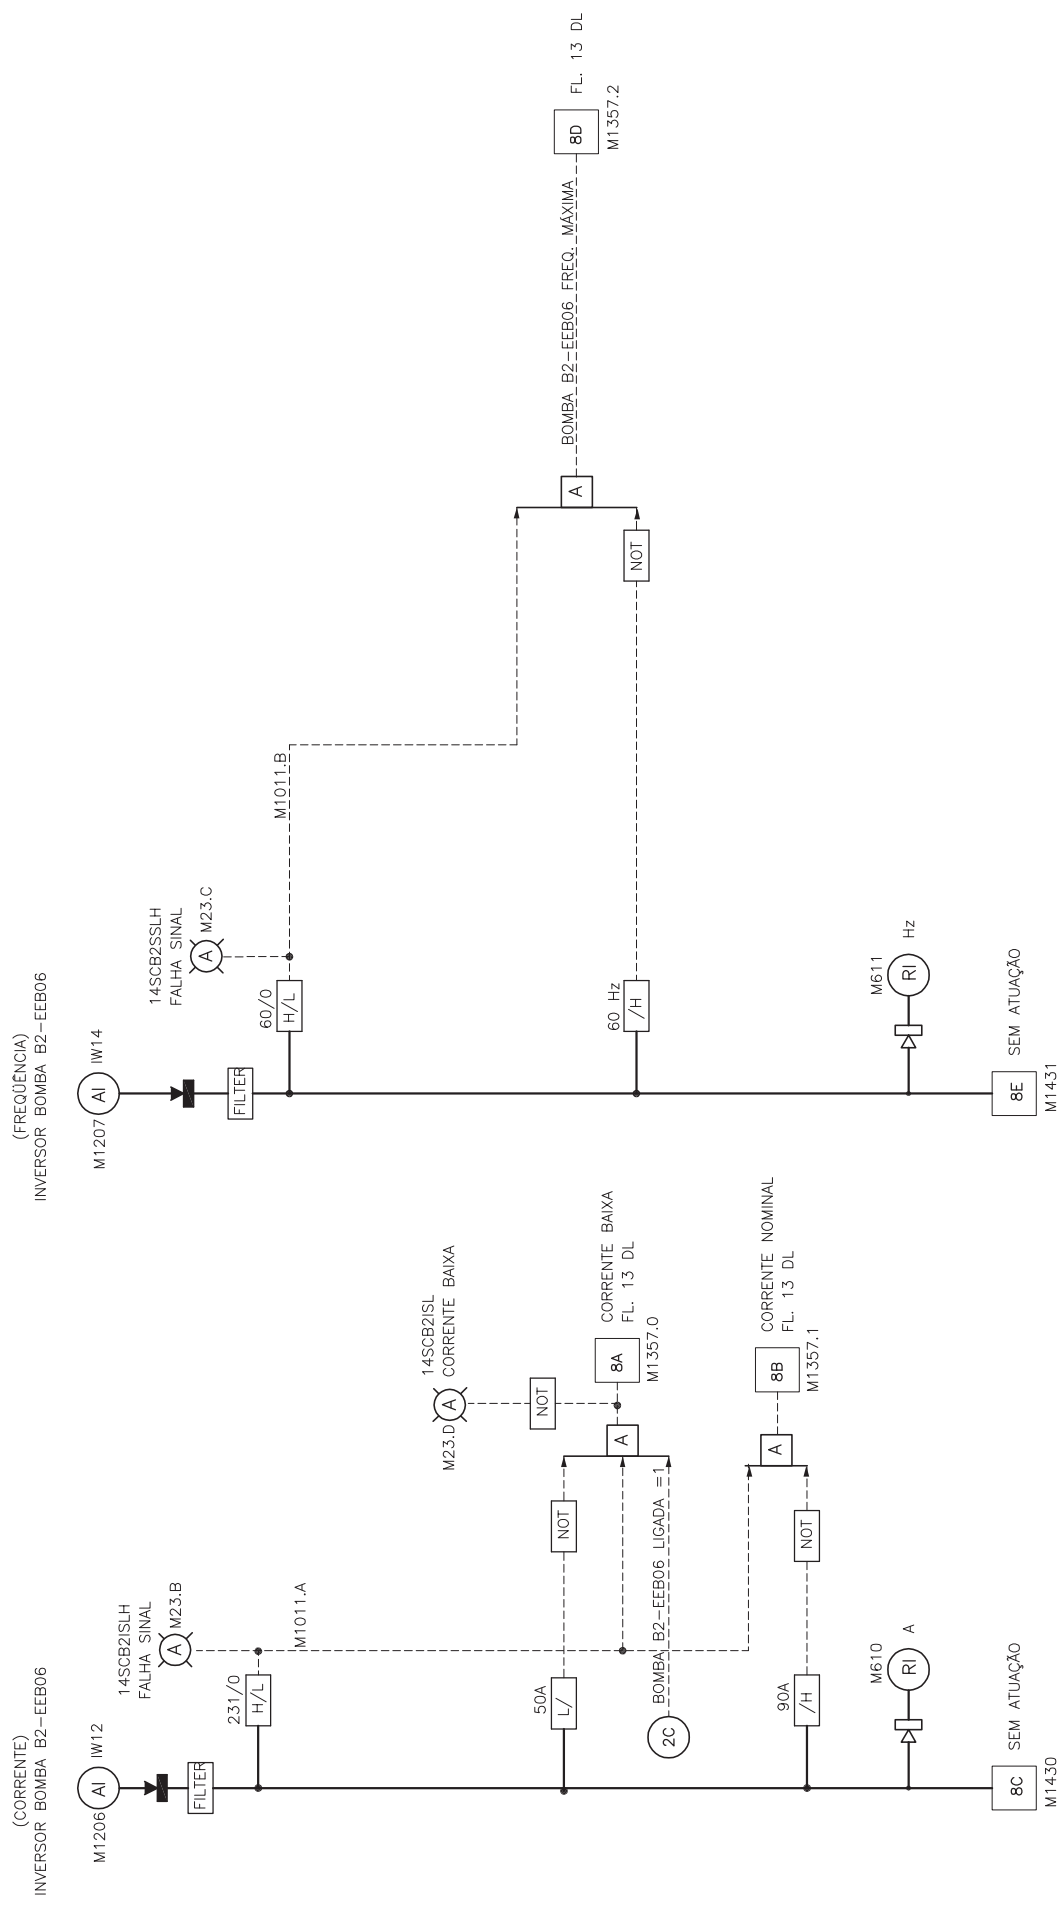 (CORRENTE)
INVERSOR BOMBA B2-EEB06
M1206
AI
IW12
FILTER
14SCB2ISLH
FALHA SINAL
A
M23.B
231/0
H/L
M1011.A
14SCB2ISL
CORRENTE BAIXA
M23.D
A
NOT
50A
L/
NOT
A
8A
CORRENTE BAIXA
FL. 13 DL
M1357.0
2C
BOMBA B2-EEB06 LIGADA =1
90A
/H
NOT
A
8B
CORRENTE NOMINAL
FL. 13 DL
M1357.1
M610
RI
A
8C
SEM ATUAÇÃO
M1430
(FREQÜÊNCIA)
INVERSOR BOMBA B2-EEB06
M1207
AI
IW14
FILTER
14SCB2SSLH
FALHA SINAL
A
M23.C
60/0
H/L
M1011.B
60 Hz
/H
NOT
A
BOMBA B2-EEB06 FREQ. MÁXIMA
8D
FL. 13 DL
M1357.2
M611
RI
Hz
8E
SEM ATUAÇÃO
M1431